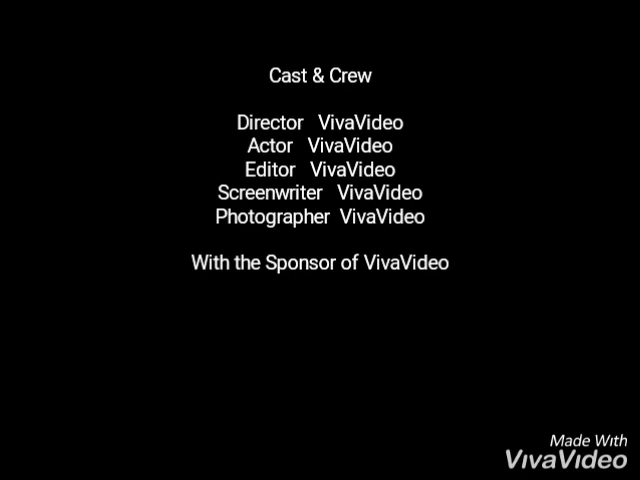 Cast & Crew
Director VivaVideo
Actor VivaVideo
Editor VivaVideo
Screenwriter VivaVideo
Photographer VivaVideo
With the Sponsor of VivaVideo
Made With
VivaVideo